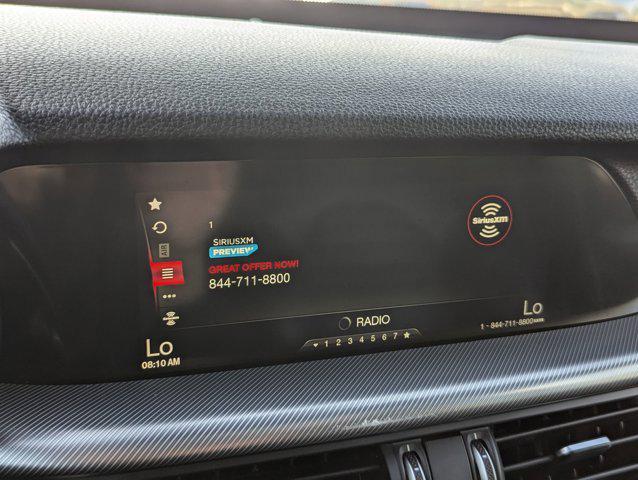 1
SIRIUSXM
PREVIEW
GREAT OFFER NOW!
844-711-8800
SiriusXM
AIR
RADIO
1 2 3 4 5 6 7
Lo
08:10 AM
Lo
1 - 844-711-8800